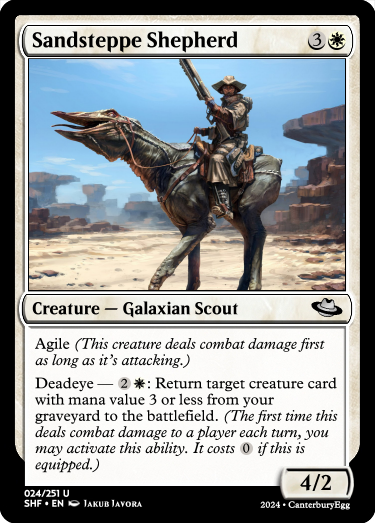 Sandsteppe Shepherd 3
Creature — Galaxian Scout
Agile (This creature deals combat damage first
as long as it's attacking.)
Deadeye — 2 : Return target creature card
with mana value 3 or less from your
graveyard to the battlefield. (The first time this
deals combat damage to a player each turn, you
may activate this ability. It costs 0 if this is
equipped.)
4/2
024/251 U
SHF • EN Jakub Javora
2024 • CanterburyEgg